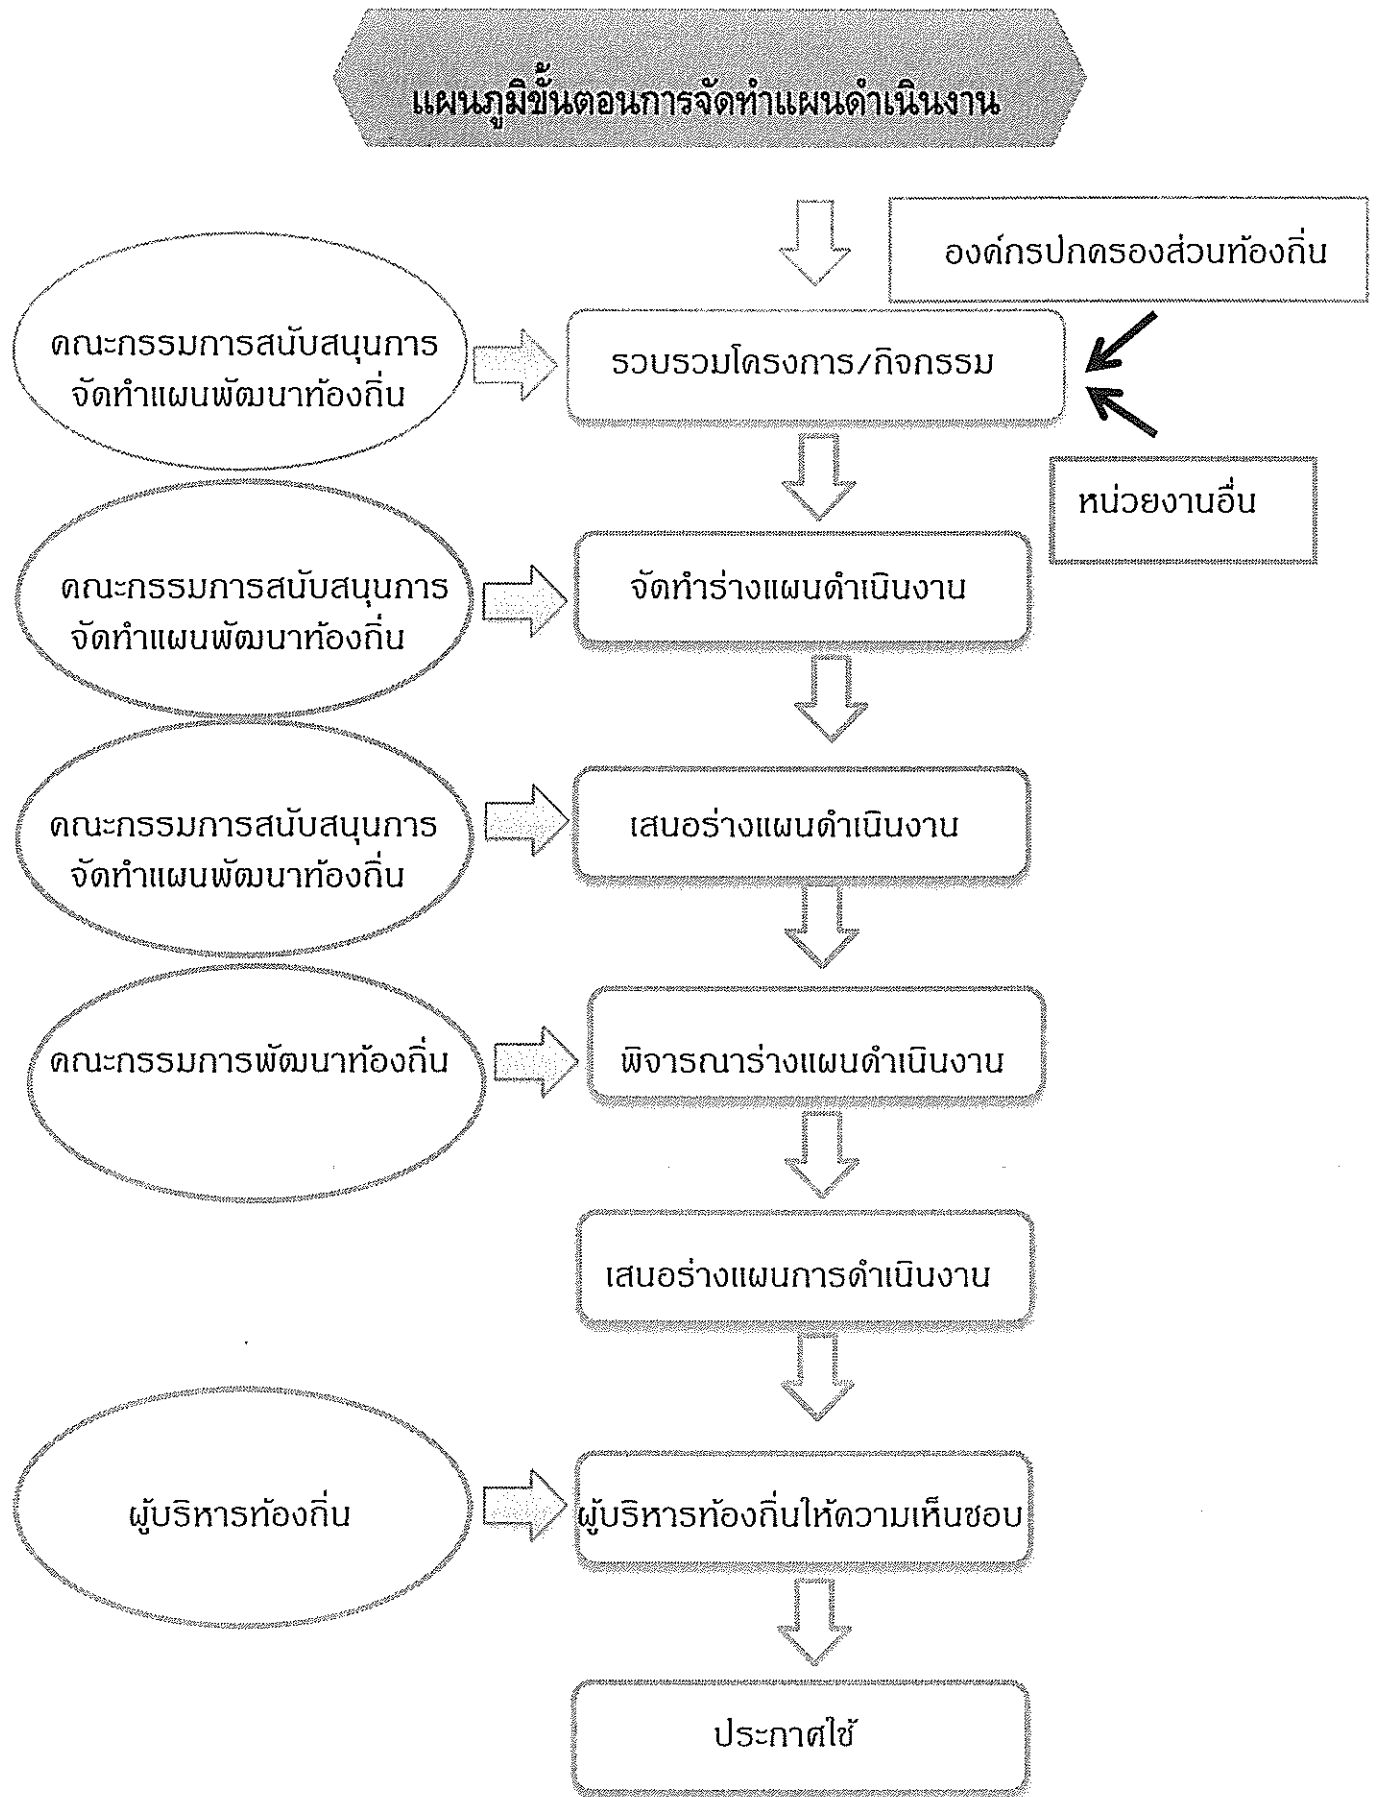 แผนภูมิขั้นตอนการจัดทำแผนดำเนินงาน
องค์กรปกครองส่วนท้องถิ่น
คณะกรรมการสนับสนุนการ
จัดทำแผนพัฒนาท้องถิ่น
รวบรวมโครงการ/กิจกรรม
หน่วยงานอื่น
คณะกรรมการสนับสนุนการ
จัดทำแผนพัฒนาท้องถิ่น
จัดทำร่างแผนดำเนินงาน
คณะกรรมการสนับสนุนการ
จัดทำแผนพัฒนาท้องถิ่น
เสนอร่างแผนดำเนินงาน
คณะกรรมการพัฒนาท้องถิ่น
พิจารณาร่างแผนดำเนินงาน
เสนอร่างแผนการดำเนินงาน
ผู้บริหารท้องถิ่น
ผู้บริหารท้องถิ่นให้ความเห็นชอบ
ประกาศใช้